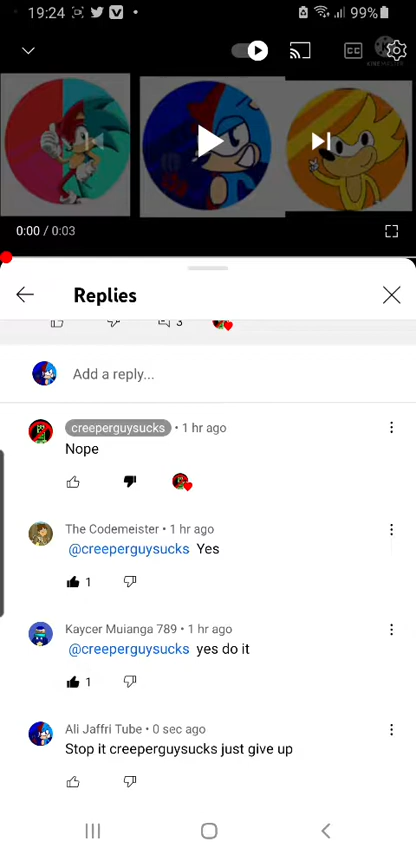 19:24
99%
CC
KINEMASTER
0:00 / 0:03
Replies
3
Add a reply...
creeperguysucks • 1 hr ago
Nope
The Codemeister • 1 hr ago
@creeperguysucks Yes
1
Kaycer Muianga 789 • 1 hr ago
@creeperguysucks yes do it
1
Ali Jaffri Tube • 0 sec ago
Stop it creeperguysucks just give up